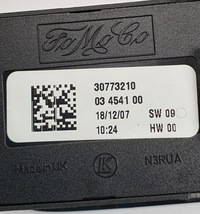 FoMoCo
30773210
03 4541 00
18/12/07 SW 09
10:24 HW 00
Made in UK
N3RUA